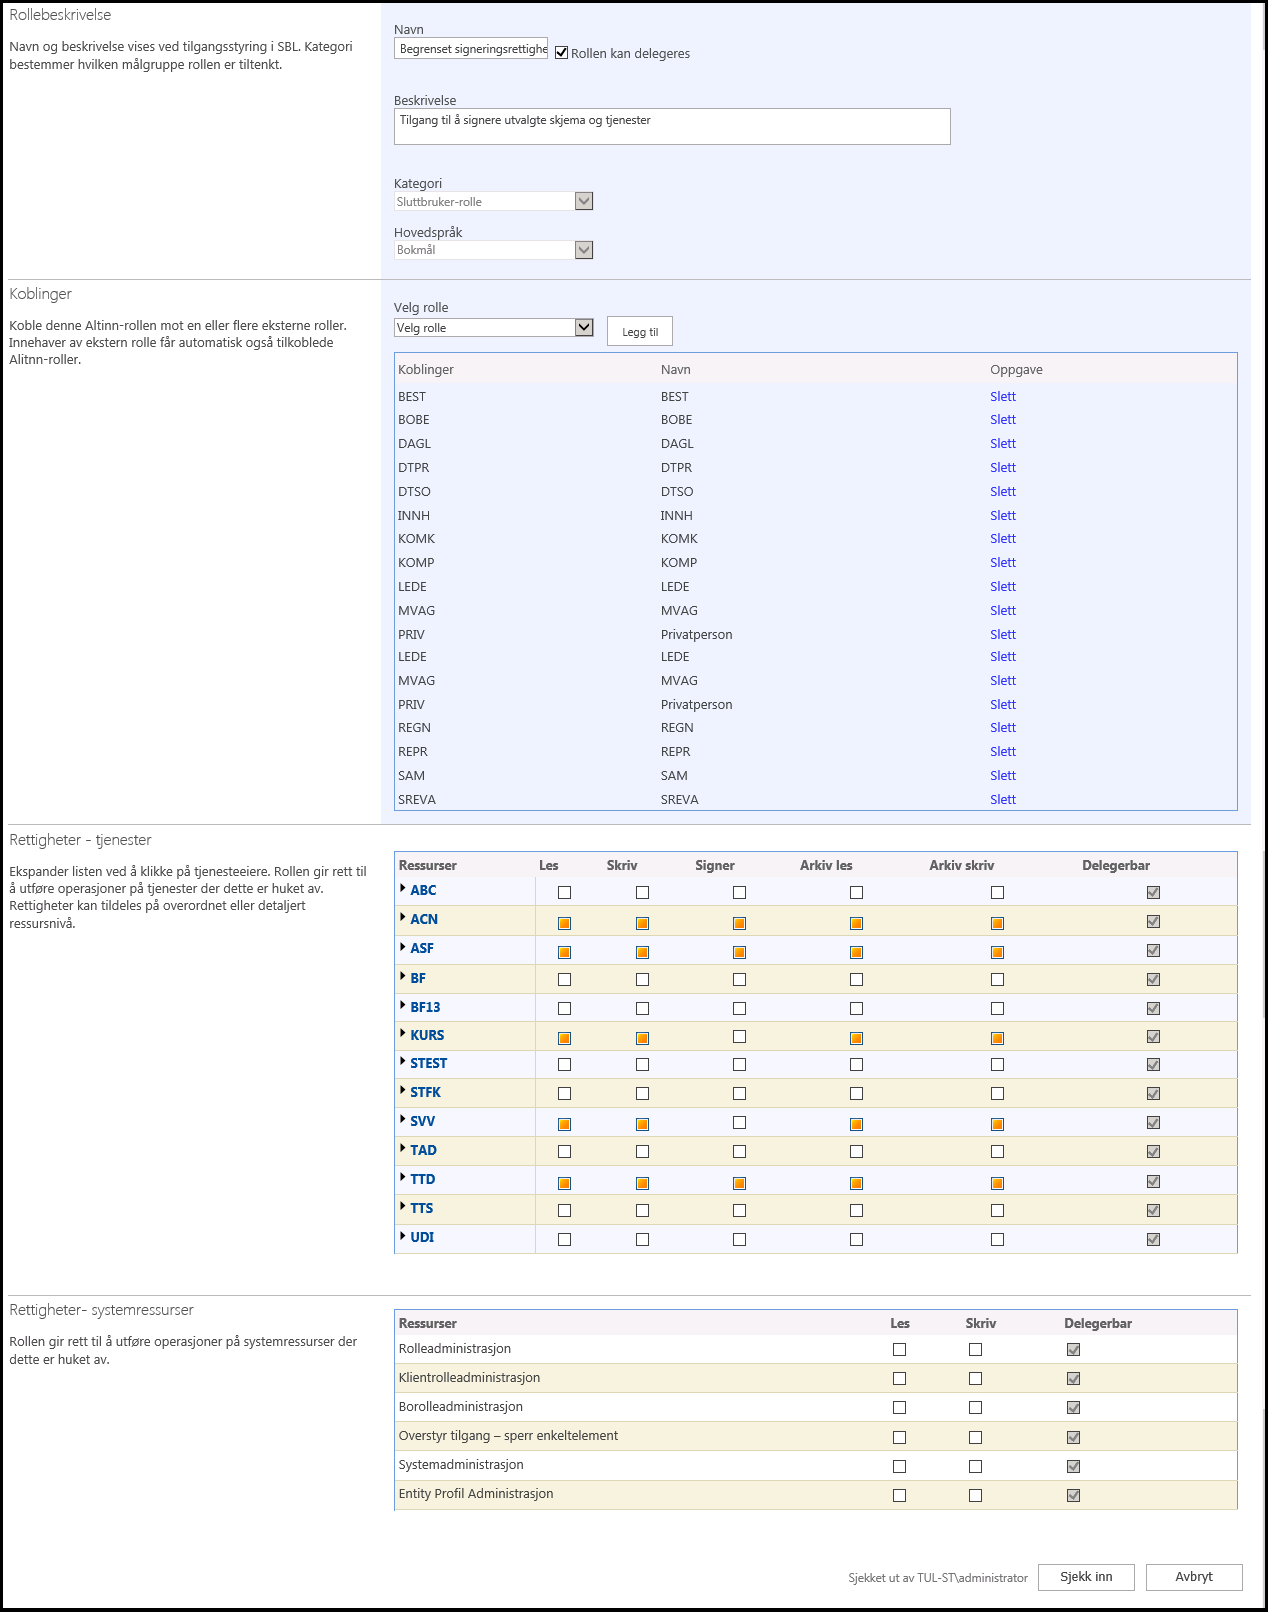 Rollebeskrivelse
Navn og beskrivelse vises ved tilgangsstyring i SBL. Kategori
bestemmer hvilken målgruppe rollen er tiltenkt.
Navn
Begrenset signeringsrettighe
Rollen kan delegeres
Beskrivelse
Tilgang til å signere utvalgte skjema og tjenester
Kategori
Sluttbruker-rolle
Hovedspråk
Bokmål
Koblinger
Koble denne Altinn-rollen mot en eller flere eksterne roller.
Innehaver av ekstern rolle får automatisk også tilkoblede
Alitnn-roller.
Velg rolle
Velg rolle Legg til
Koblinger Navn Oppgave
BEST BEST Slett
BOBE BOBE Slett
DAGL DAGL Slett
DTPR DTPR Slett
DTSO DTSO Slett
INNH INNH Slett
KOMK KOMK Slett
KOMP KOMP Slett
LEDE LEDE Slett
MVAG MVAG Slett
PRIV Privatperson Slett
LEDE LEDE Slett
MVAG MVAG Slett
PRIV Privatperson Slett
REGN REGN Slett
REPR REPR Slett
SAM SAM Slett
SREVA SREVA Slett
Rettigheter - tjenester
Ekspander listen ved å klikke på tjenesteeiere. Rollen gir rett til
å utføre operasjoner på tjenester der dette er huket av.
Rettigheter kan tildeles på overordnet eller detaljert
ressursnivå.
Ressurser Les Skriv Signer Arkiv les Arkiv skriv Delegerbar
ABC
ACN
ASF
BF
BF13
KURS
STEST
STFK
SVV
TAD
TTD
TTS
UDI
Rettigheter- systemressurser
Rollen gir rett til å utføre operasjoner på systemressurser der
dette er huket av.
Ressurser Les Skriv Delegerbar
Rolleadministrasjon
Klientrolleadministrasjon
Borolleadministrasjon
Overstyr tilgang – sperr enkeltelement
Systemadministrasjon
Entity Profil Administrasjon
Sjekket ut av TUL-ST\administrator Sjekk inn Avbryt